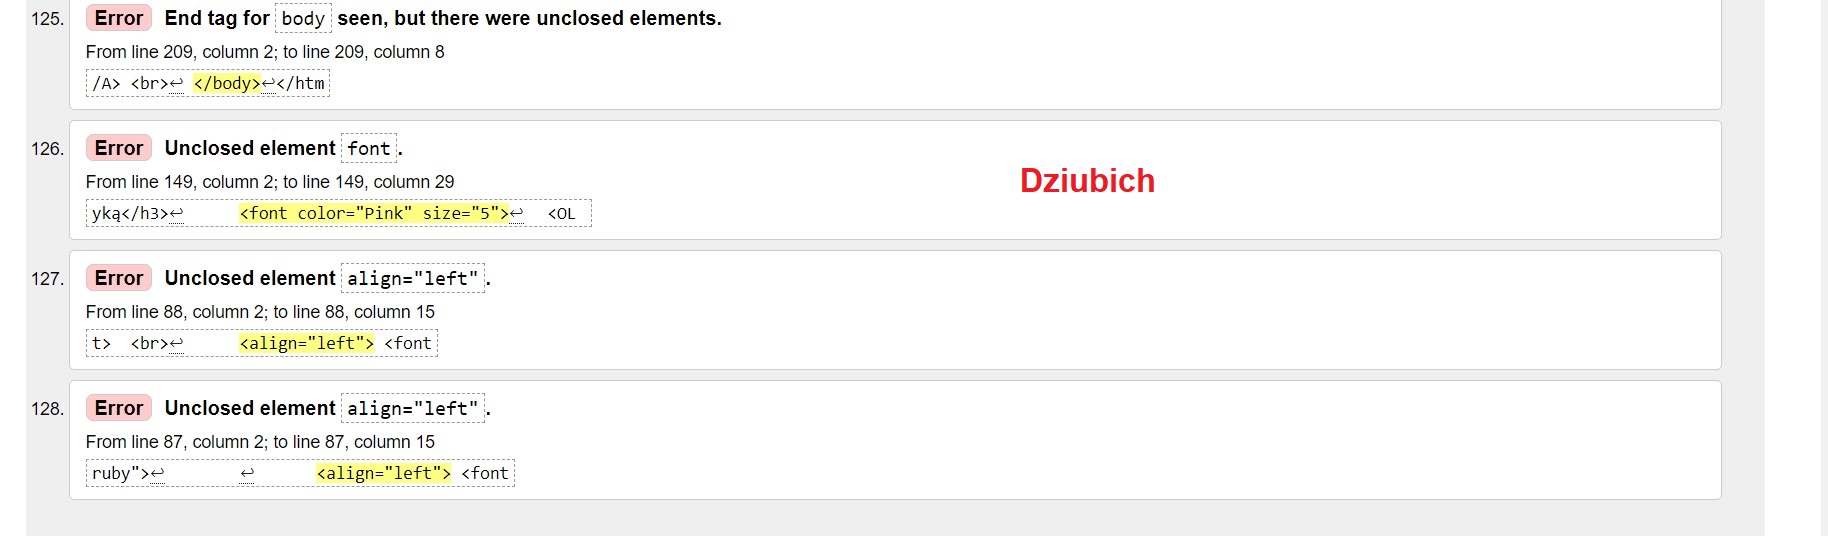 125. Error End tag for body seen, but there were unclosed elements.
From line 209, column 2; to line 209, column 8
/A> <br>↩ </body>↩</htm
126. Error Unclosed element font.
From line 149, column 2; to line 149, column 29
yką</h3>↩ <font color="Pink" size="5">↩ <OL
Dziubich
127. Error Unclosed element align="left".
From line 88, column 2; to line 88, column 15
t> <br>↩ <align="left"> <font
128. Error Unclosed element align="left".
From line 87, column 2; to line 87, column 15
ruby">↩ ↩ <align="left"> <font